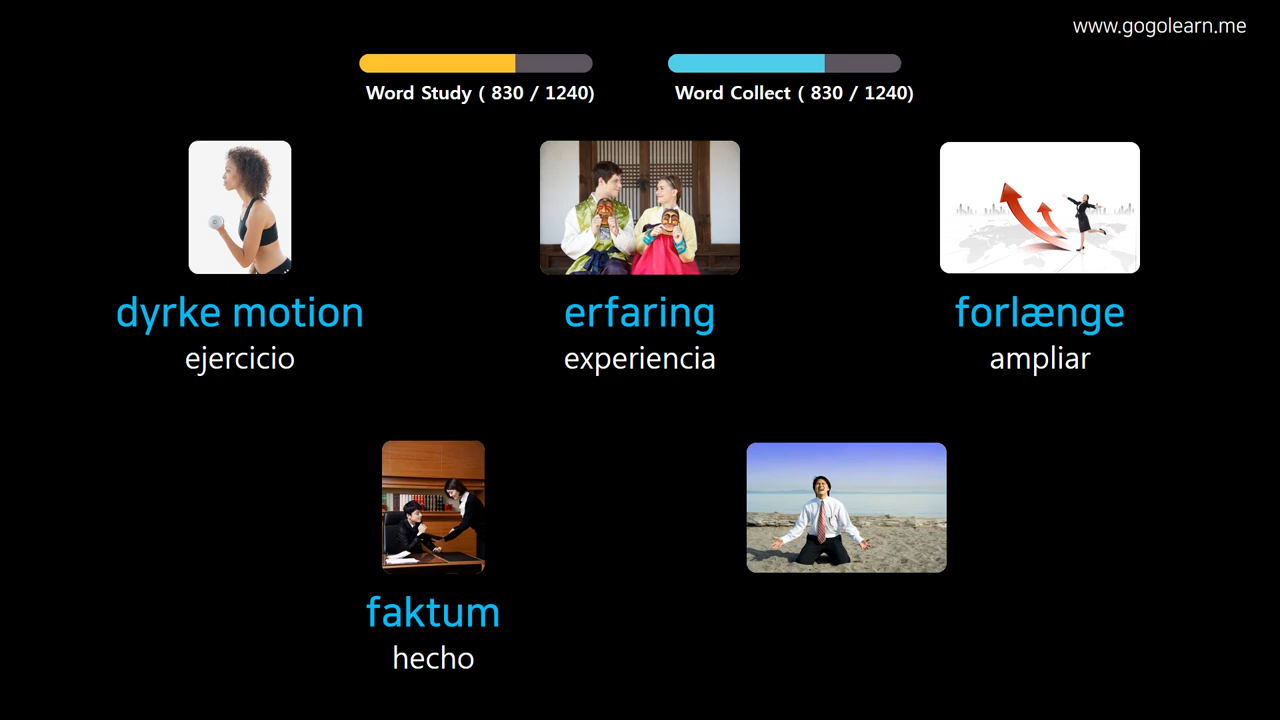 www.gogolearn.me
Word Study ( 830 / 1240)
Word Collect ( 830 / 1240)
dyrke motion
ejercicio
erfaring
experiencia
forlænge
ampliar
faktum
hecho